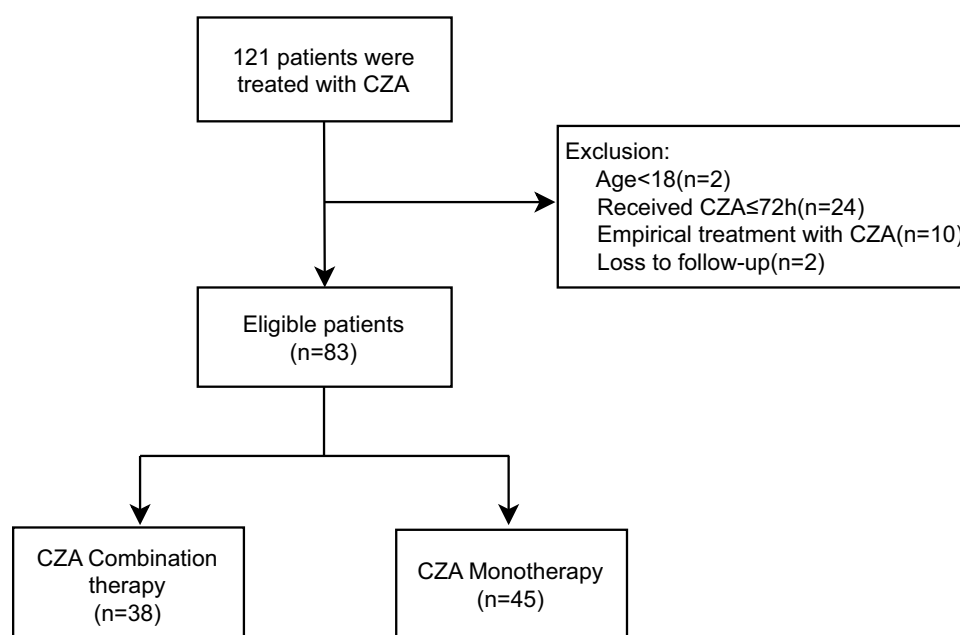 121 patients were
treated with CZA
Exclusion:
Age<18(n=2)
Received CZA≤72h(n=24)
Empirical treatment with CZA(n=10)
Loss to follow-up(n=2)
Eligible patients
(n=83)
CZA Combination
therapy
(n=38)
CZA Monotherapy
(n=45)